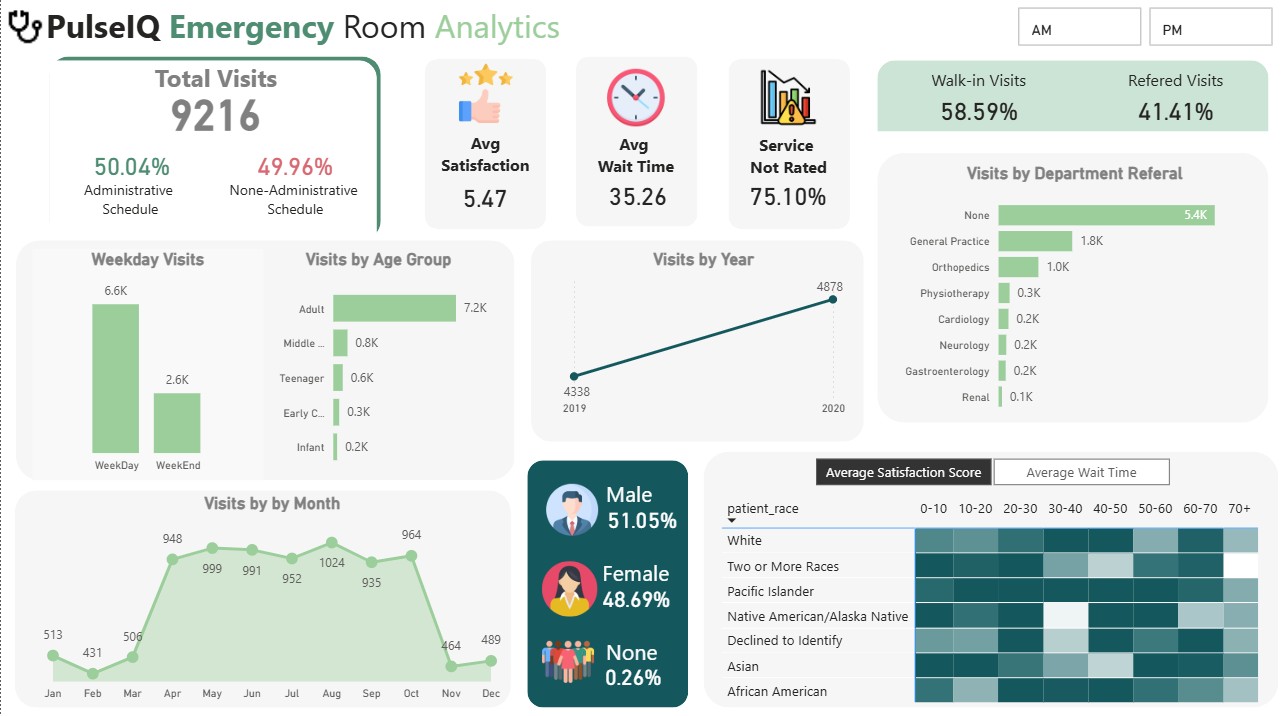 PulseIQ Emergency Room Analytics
AM
PM
Total Visits
9216
50.04%
Administrative
Schedule
49.96%
None-Administrative
Schedule
Avg
Satisfaction
5.47
Avg
Wait Time
35.26
Service
Not Rated
75.10%
Walk-in Visits
58.59%
Refered Visits
41.41%
Visits by Department Referal
None
5.4K
General Practice
1.8K
Orthopedics
1.0K
Physiotherapy
0.3K
Cardiology
0.2K
Neurology
0.2K
Gastroenterology
0.2K
Renal
0.1K
Weekday Visits
6.6K
2.6K
WeekDay
WeekEnd
Visits by Age Group
Adult
7.2K
Middle ...
0.8K
Teenager
0.6K
Early C...
0.3K
Infant
0.2K
Visits by Year
4878
4338
2019
2020
Visits by by Month
513
431
506
948
999
991
952
1024
935
964
464
489
Jan Feb Mar Apr May Jun Jul Aug Sep Oct Nov Dec
Male
51.05%
Female
48.69%
None
0.26%
Average Satisfaction Score
Average Wait Time
patient_race 0-10 10-20 20-30 30-40 40-50 50-60 60-70 70+
White
Two or More Races
Pacific Islander
Native American/Alaska Native
Declined to Identify
Asian
African American